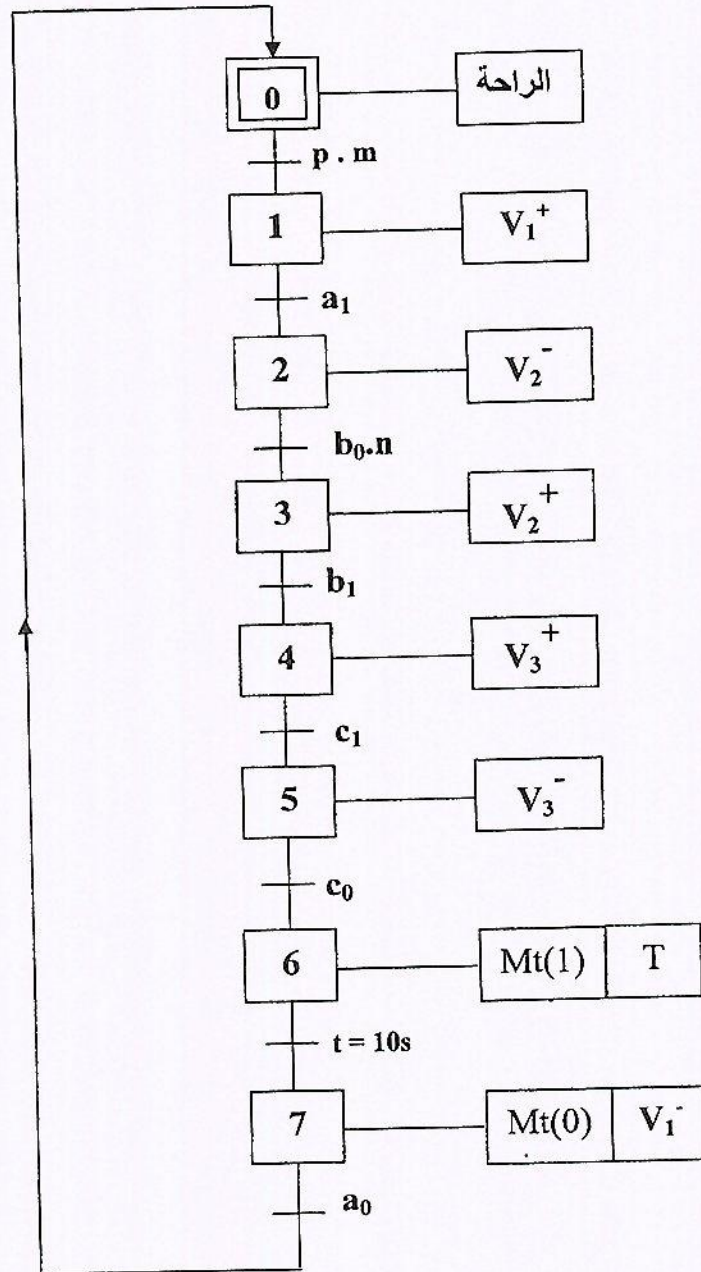 0 الراحة
p . m
1 V₁⁺
a₁
2 V₂⁻
b₀.n
3 V₂⁺
b₁
4 V₃⁺
c₁
5 V₃⁻
c₀
6 Mt(1) T
t = 10s
7 Mt(0) V₁⁻
a₀